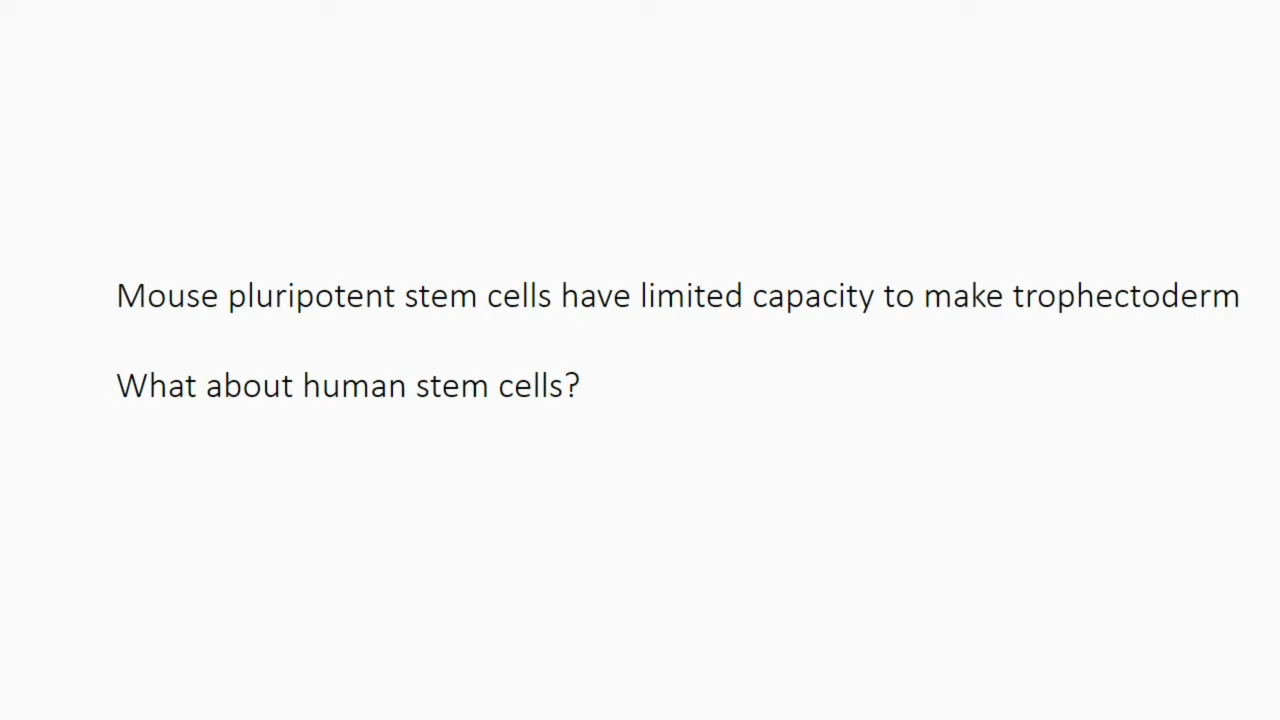 Mouse pluripotent stem cells have limited capacity to make trophectoderm
What about human stem cells?